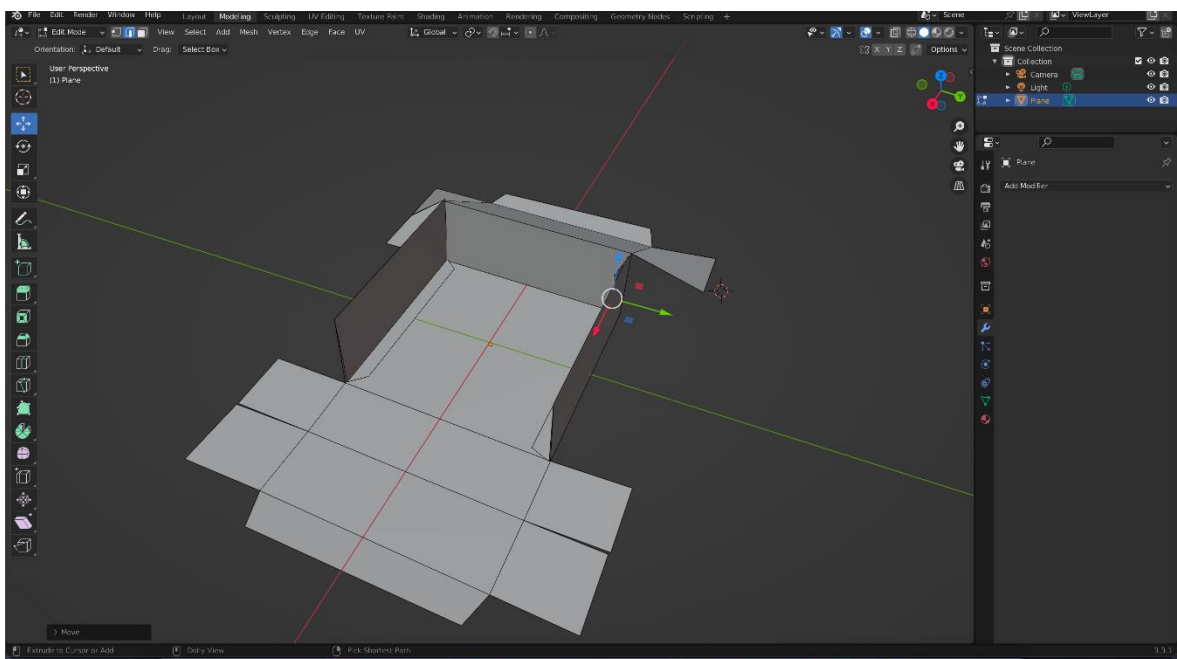 File Edit Render Window Help Layout Modeling Sculpting UV Editing Texture Paint Shading Animation Rendering Compositing Geometry Nodes Scripting + Scene ViewLayer
Edit Mode View Select Add Mesh Vertex Edge Face UV Global
Orientation: Default Drag: Select Box X Y Z Options
User Perspective
(1) Plane
Scene Collection
Collection
Camera
Light
Plane
Plane
Add Modifier
Z
Y
> Move
Extrude to Cursor or Add Dolly View Pick Shortest Path 3.3.1